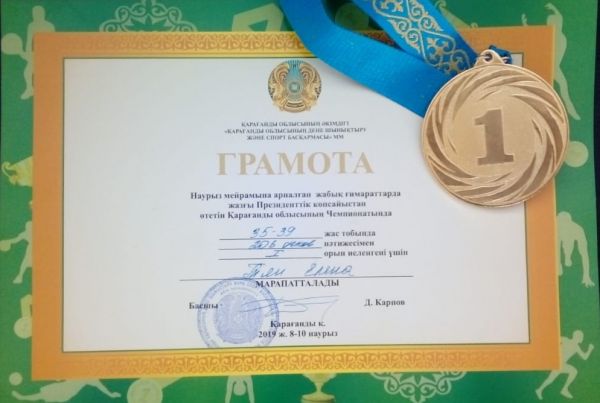 ҚАРАҒАНДЫ ОБЛЫСЫНЫҢ ӘКІМДІГІ
«ҚАРАҒАНДЫ ОБЛЫСЫНЫҢ ДЕНЕ ШЫНЫҚТЫРУ
ЖӘНЕ СПОРТ БАСҚАРМАСЫ» ММ
ГРАМОТА
Наурыз мейрамына арналған жабық ғимараттарда
жазғы Президенттік көпсайыстан
өтетін Қарағанды облысының Чемпионатында
35-39 жас тобында
206 нәтижесімен
I орын иеленгені үшін
Елена
МАРАПАТТАЛАДЫ
Басшы Д. Карпов
Қарағанды қ.
2019 ж. 8-10 наурыз
1